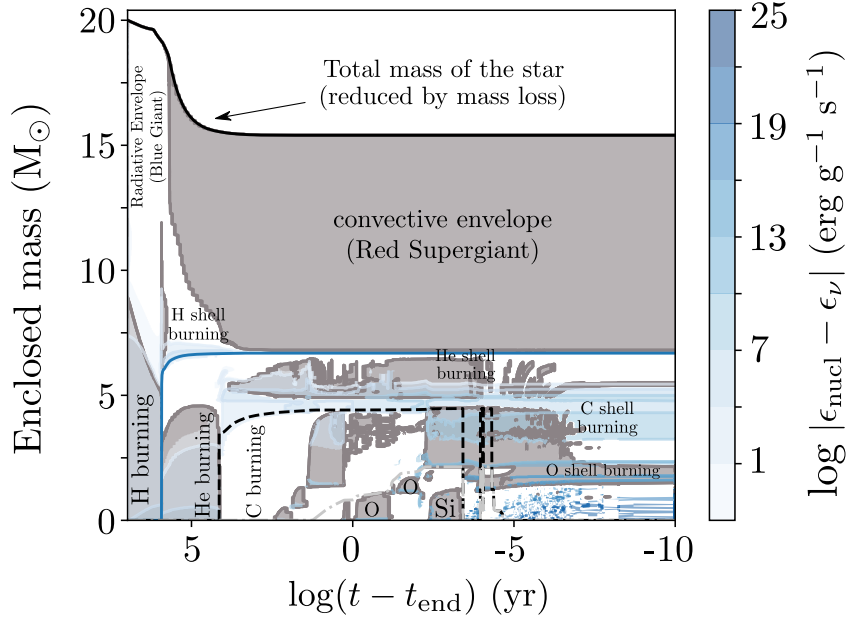 20
15
10
5
0
Enclosed mass (M⊙)
5
0
-5
-10
log(t − t_end) (yr)
Total mass of the star
(reduced by mass loss)
Radiative Envelope
(Blue Giant)
convective envelope
(Red Supergiant)
H shell
burning
He shell
burning
C shell
burning
O shell burning
H burning
He burning
C burning
O
O
Si
25
19
13
7
1
log |ϵ_nucl − ϵ_ν| (erg g⁻¹ s⁻¹)